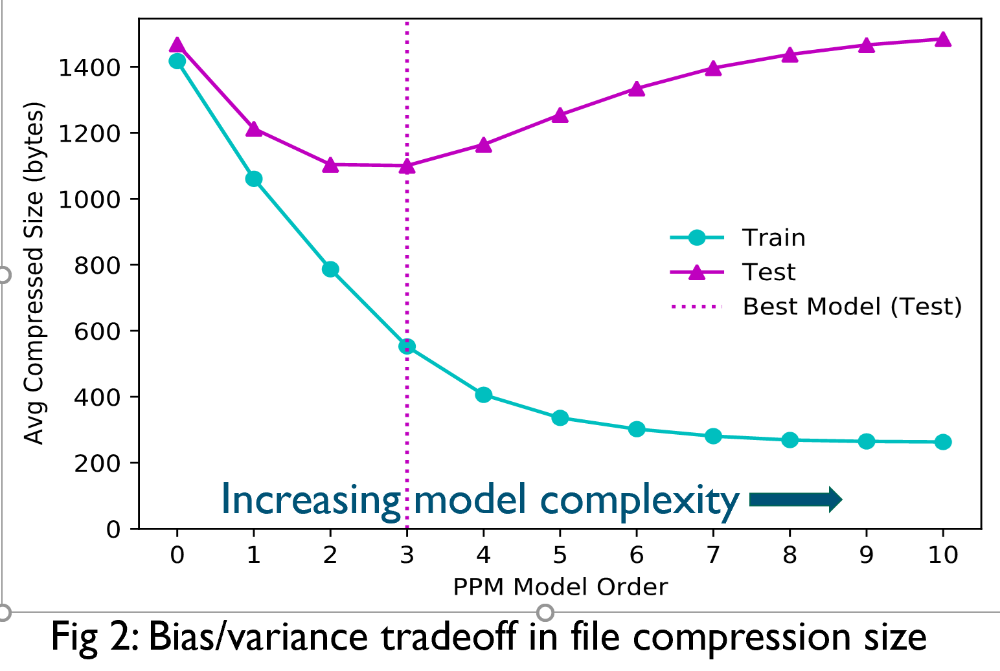 1400
1200
1000
800
600
400
200
0
Avg Compressed Size (bytes)
Train
Test
Best Model (Test)
Increasing model complexity
0 1 2 3 4 5 6 7 8 9 10
PPM Model Order
Fig 2: Bias/variance tradeoff in file compression size